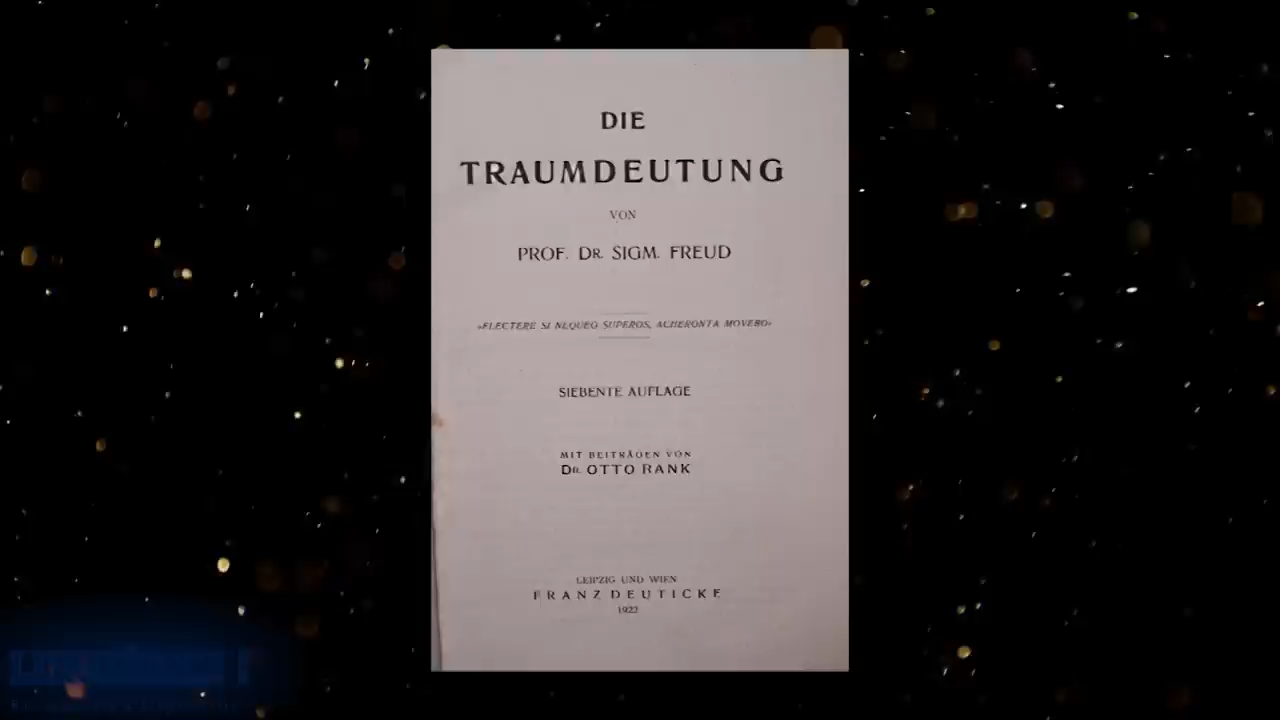 DIE
TRAUMDEUTUNG
VON
PROF. DR. SIGM. FREUD
»FLECTERE SI NEQUEO SUPEROS, ACHERONTA MOVEBO«
SIEBENTE AUFLAGE
MIT BEITRÄGEN VON
DR. OTTO RANK
LEIPZIG UND WIEN
FRANZ DEUTICKE
1922